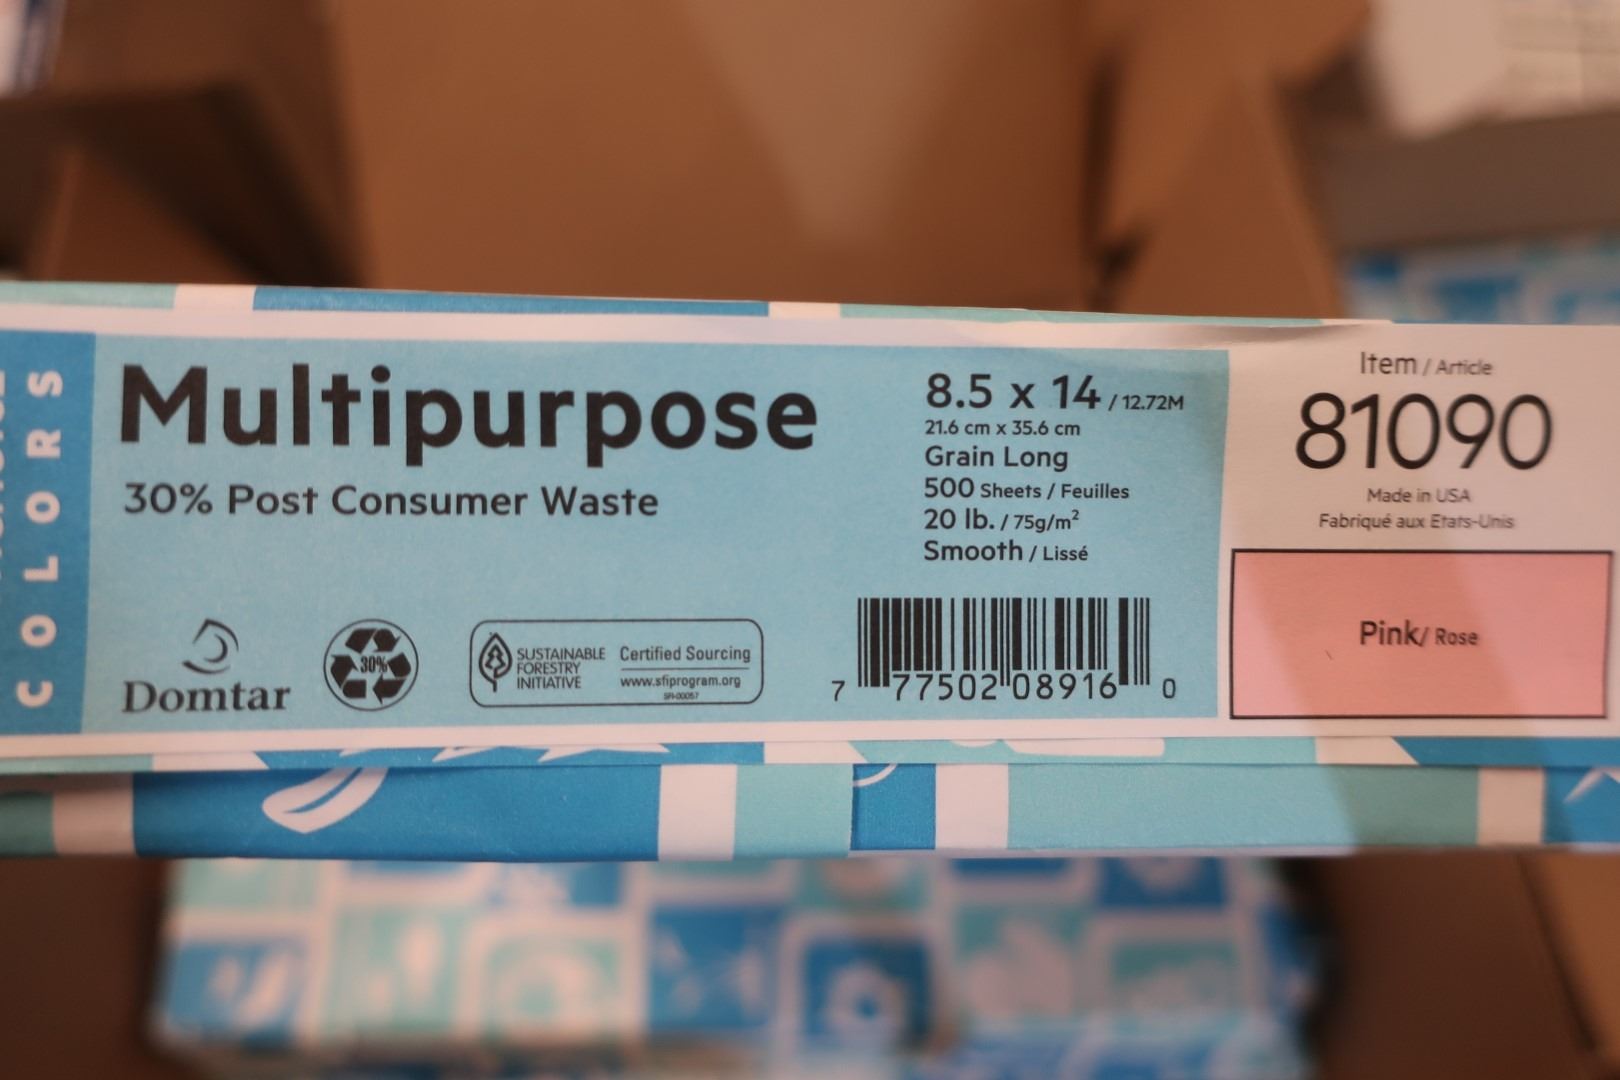 COLORS
Multipurpose
30% Post Consumer Waste
Domtar
30%
SUSTAINABLE
FORESTRY
INITIATIVE
Certified Sourcing
www.sfiprogram.org
SFI-00057
8.5 x 14 / 12.72M
21.6 cm x 35.6 cm
Grain Long
500 Sheets / Feuilles
20 lb. / 75g/m²
Smooth / Lissé
7 77502 08916 0
Item / Article
81090
Made in USA
Fabriqué aux Etats-Unis
Pink/ Rose